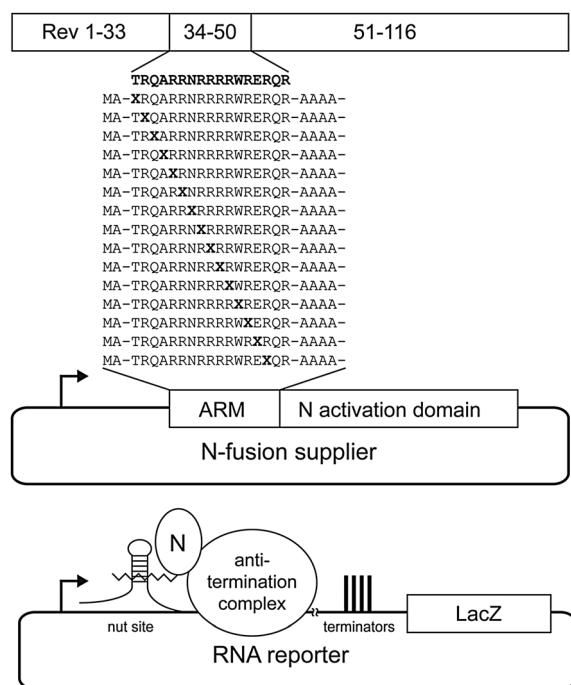 Rev 1-33 34-50 51-116
TRQARRNRRRRWRERQR
MA-XRQARRNRRRRWRERQR-AAAA-
MA-TXQARRNRRRRWRERQR-AAAA-
MA-TRXARRNRRRRWRERQR-AAAA-
MA-TRQXRRNRRRRWRERQR-AAAA-
MA-TRQAXRNRRRRWRERQR-AAAA-
MA-TRQARXNRRRRWRERQR-AAAA-
MA-TRQARRXRRRRWRERQR-AAAA-
MA-TRQARRNXRRRWRERQR-AAAA-
MA-TRQARRNRXRRWRERQR-AAAA-
MA-TRQARRNRRXRWRERQR-AAAA-
MA-TRQARRNRRRXWRERQR-AAAA-
MA-TRQARRNRRRRXRERQR-AAAA-
MA-TRQARRNRRRRWXERQR-AAAA-
MA-TRQARRNRRRRWRXRQR-AAAA-
MA-TRQARRNRRRRWREXQR-AAAA-
ARM N activation domain
N-fusion supplier
N
anti-
termination
complex
LacZ
nut site terminators
RNA reporter